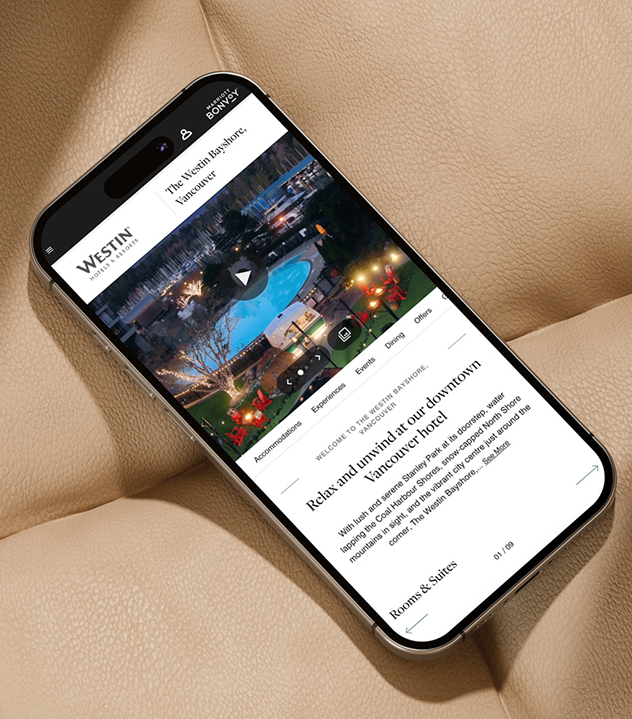 MARRIOTT
BONVOY
WESTIN®
HOTELS & RESORTS
The Westin Bayshore,
Vancouver
Accommodations
Experiences
Events
Dining
Offers
WELCOME TO THE WESTIN BAYSHORE,
VANCOUVER
Relax and unwind at our downtown
Vancouver hotel
With lush and serene Stanley Park at its doorstep, water
lapping the Coal Harbour Shores, snow-capped North Shore
mountains in sight, and the vibrant city centre just around the
corner, The Westin Bayshore,... See More
Rooms & Suites
01 / 09